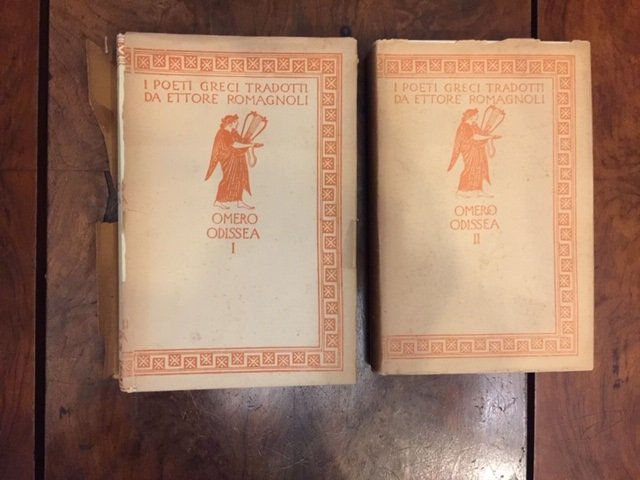 I POETI GRECI TRADOTTI
DA ETTORE ROMAGNOLI
OMERO
ODISSEA
I
I POETI GRECI TRADOTTI
DA ETTORE ROMAGNOLI
OMERO
ODISSEA
II